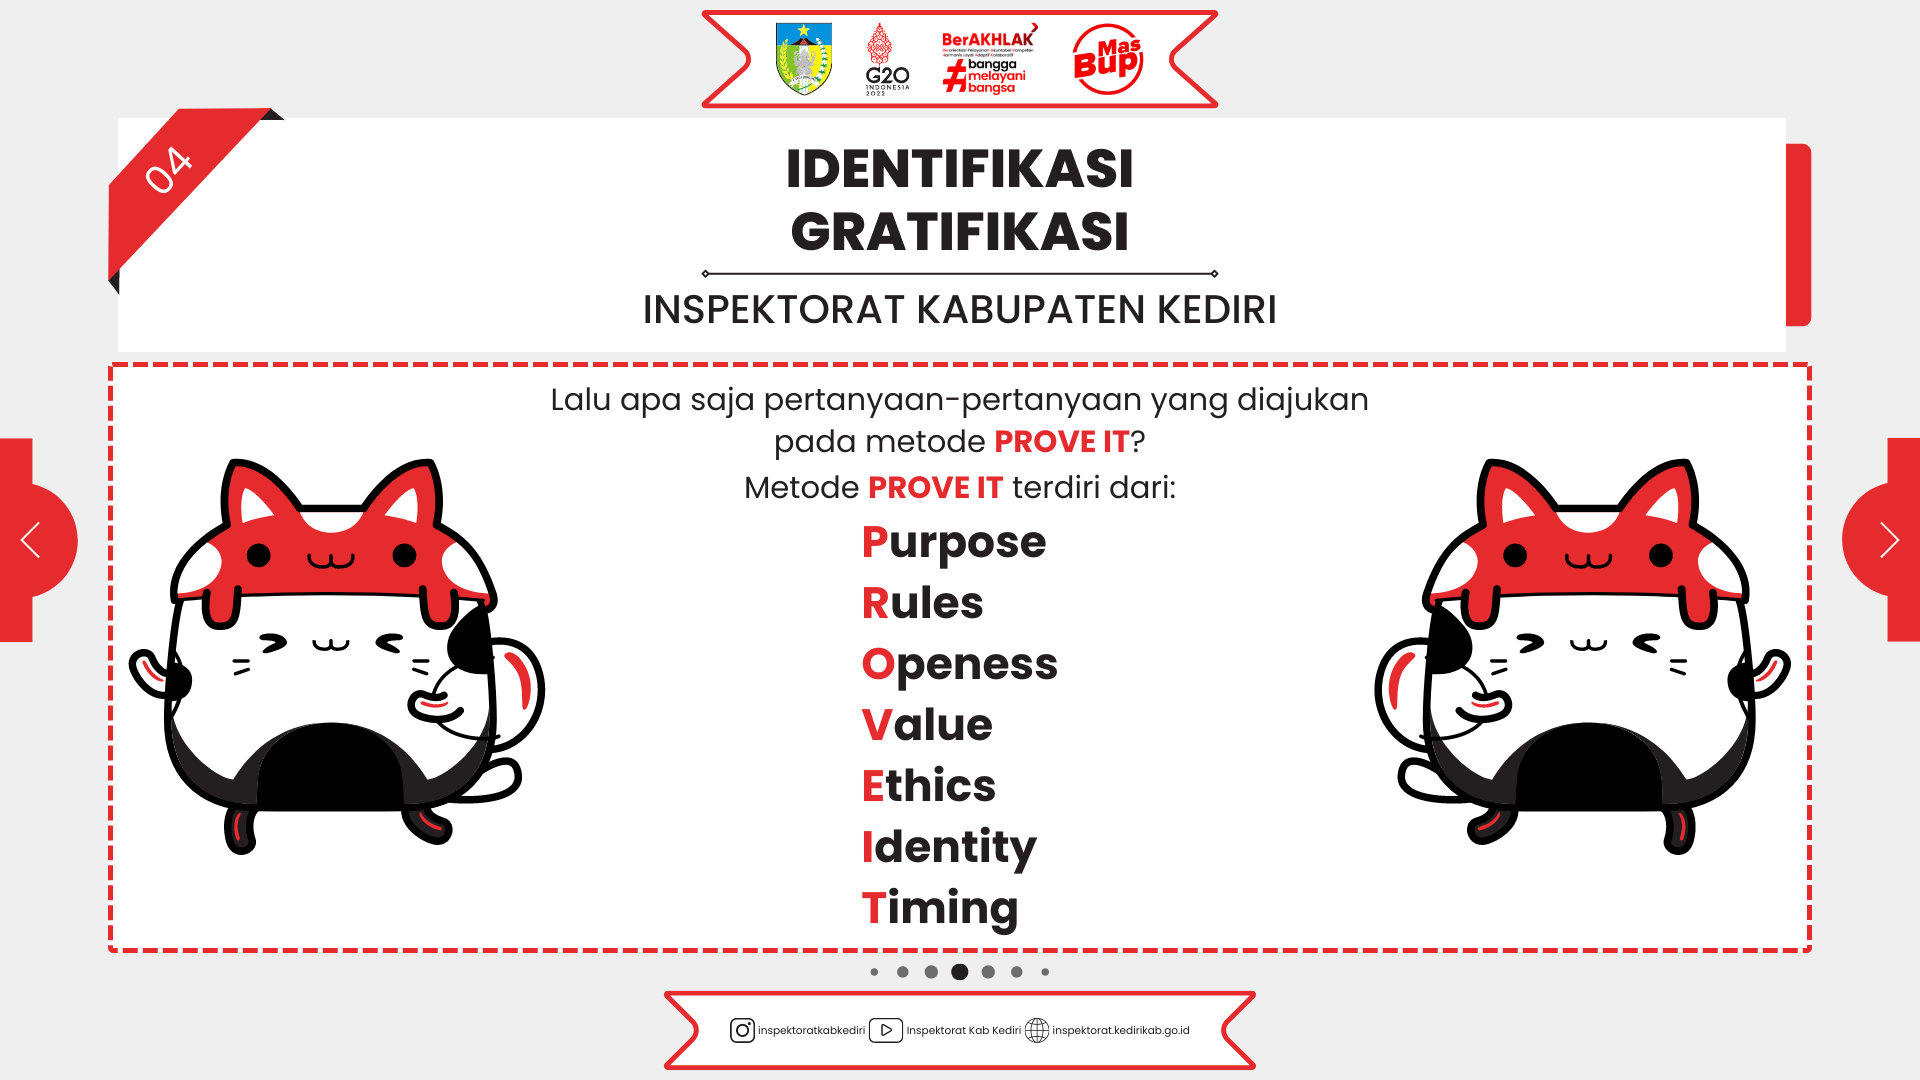 G20
INDONESIA
2022
BerAKHLAK
#bangga
melayani
bangsa
Mas
Bup
04
IDENTIFIKASI
GRATIFIKASI
INSPEKTORAT KABUPATEN KEDIRI
Lalu apa saja pertanyaan-pertanyaan yang diajukan
pada metode PROVE IT?
Metode PROVE IT terdiri dari:
Purpose
Rules
Openess
Value
Ethics
Identity
Timing
inspektoratkabkediri Inspektorat Kab Kediri inspektorat.kedirikab.go.id